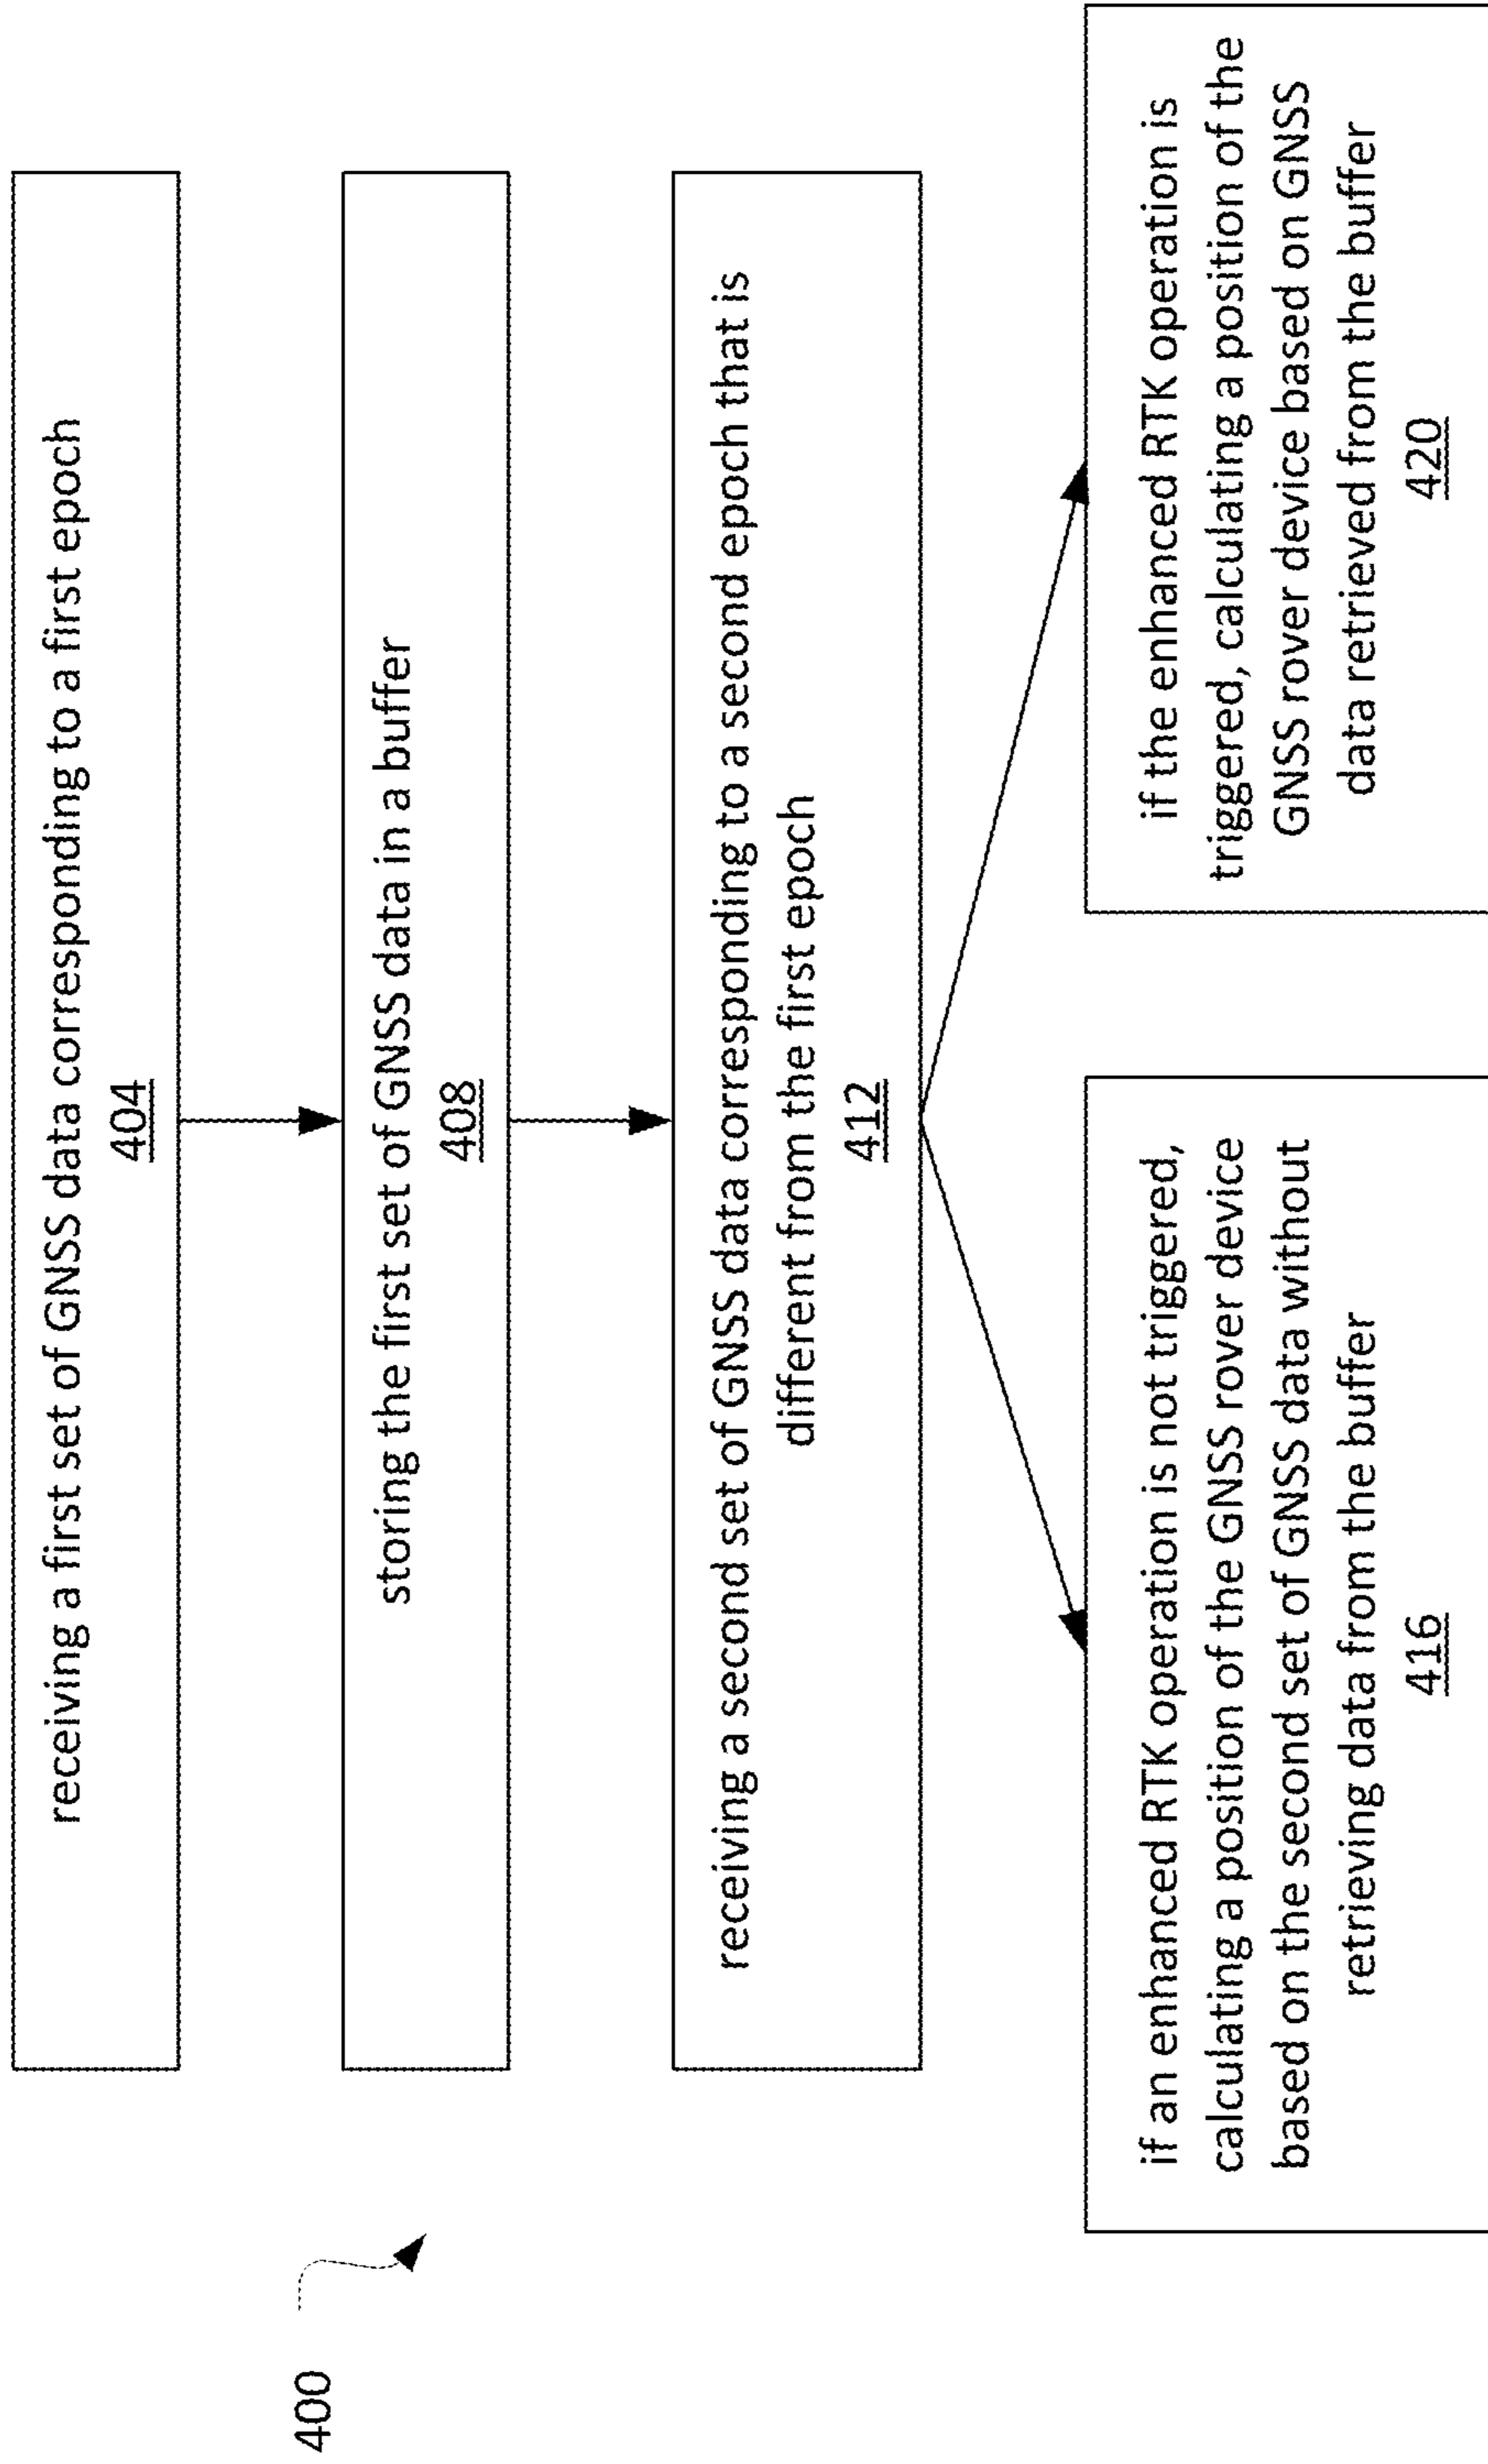 400
receiving a first set of GNSS data corresponding to a first epoch
404
storing the first set of GNSS data in a buffer
408
receiving a second set of GNSS data corresponding to a second epoch that is
different from the first epoch
412
if an enhanced RTK operation is not triggered,
calculating a position of the GNSS rover device
based on the second set of GNSS data without
retrieving data from the buffer
416
if the enhanced RTK operation is
triggered, calculating a position of the
GNSS rover device based on GNSS
data retrieved from the buffer
420